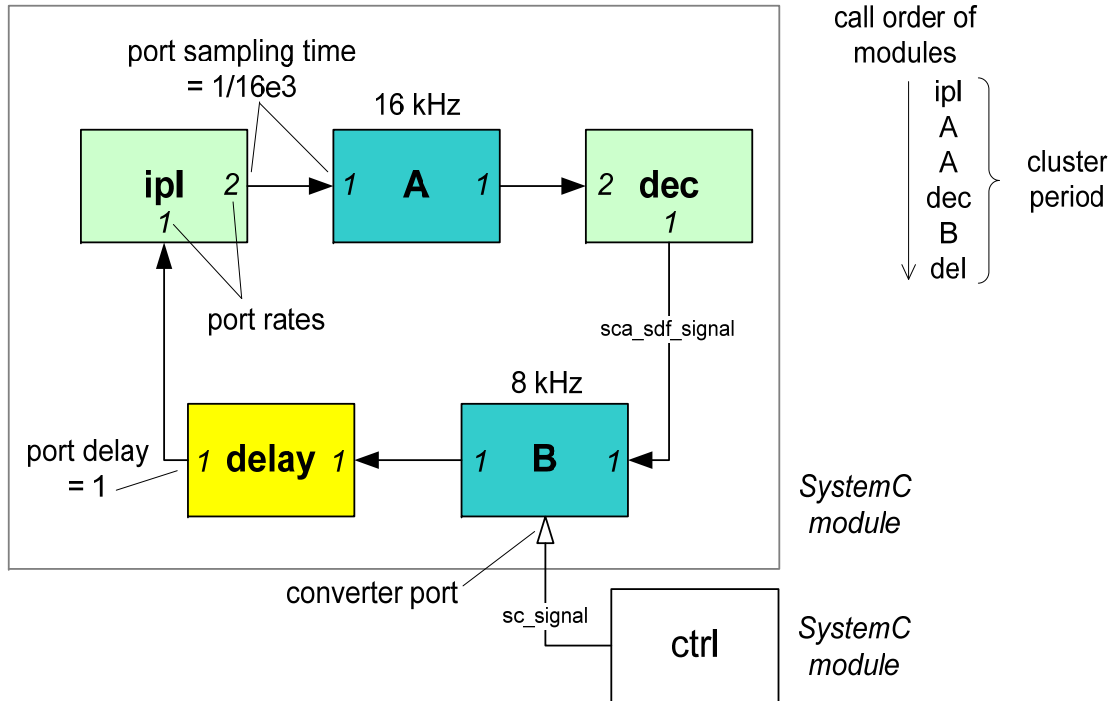 port sampling time
= 1/16e3
16 kHz
ipl 2
1
1 A 1
2 dec
1
port rates
sca_sdf_signal
8 kHz
port delay
= 1
1 delay 1
1 B 1
converter port
sc_signal
ctrl
call order of
modules
ipl
A
A
dec
B
del
cluster
period
SystemC
module
SystemC
module